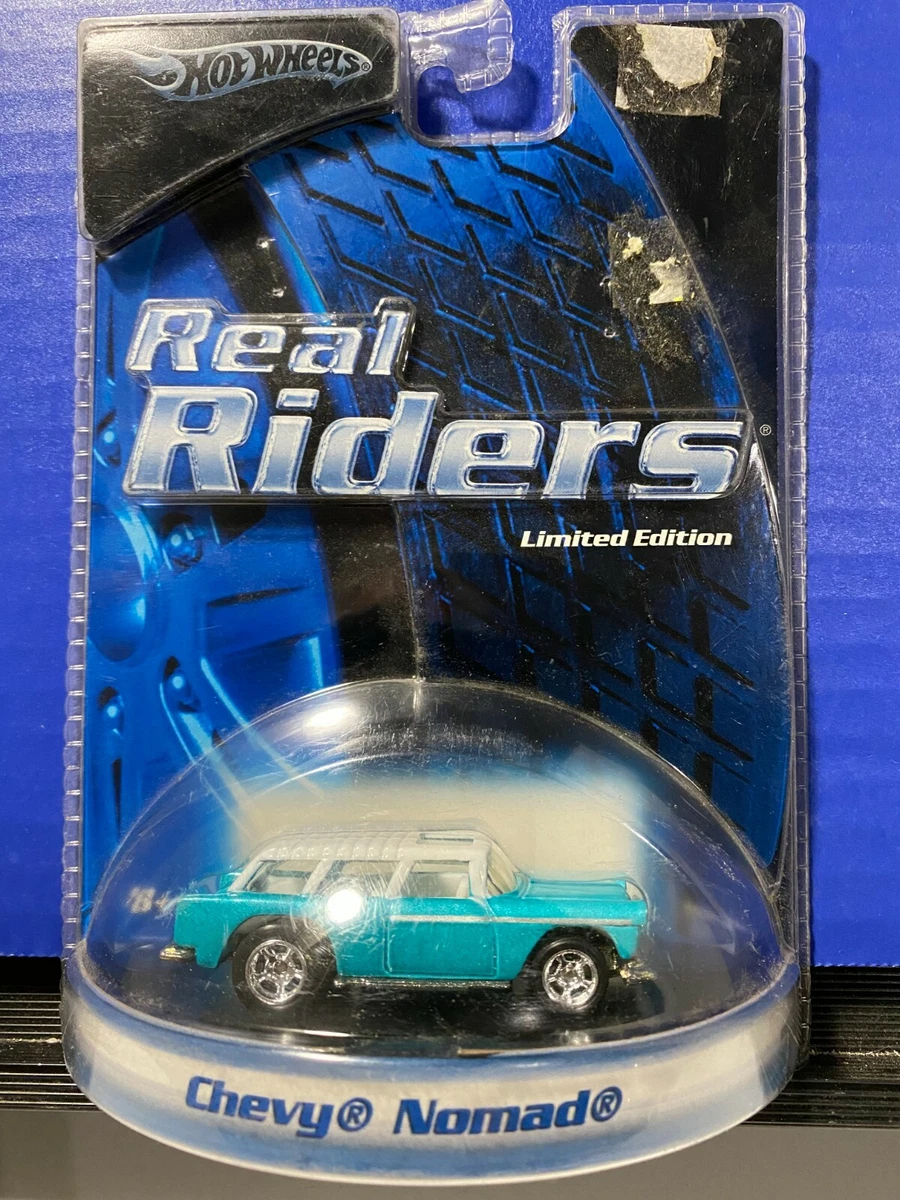 Hot Wheels®
Real
Riders®
Limited Edition
Chevy® Nomad®